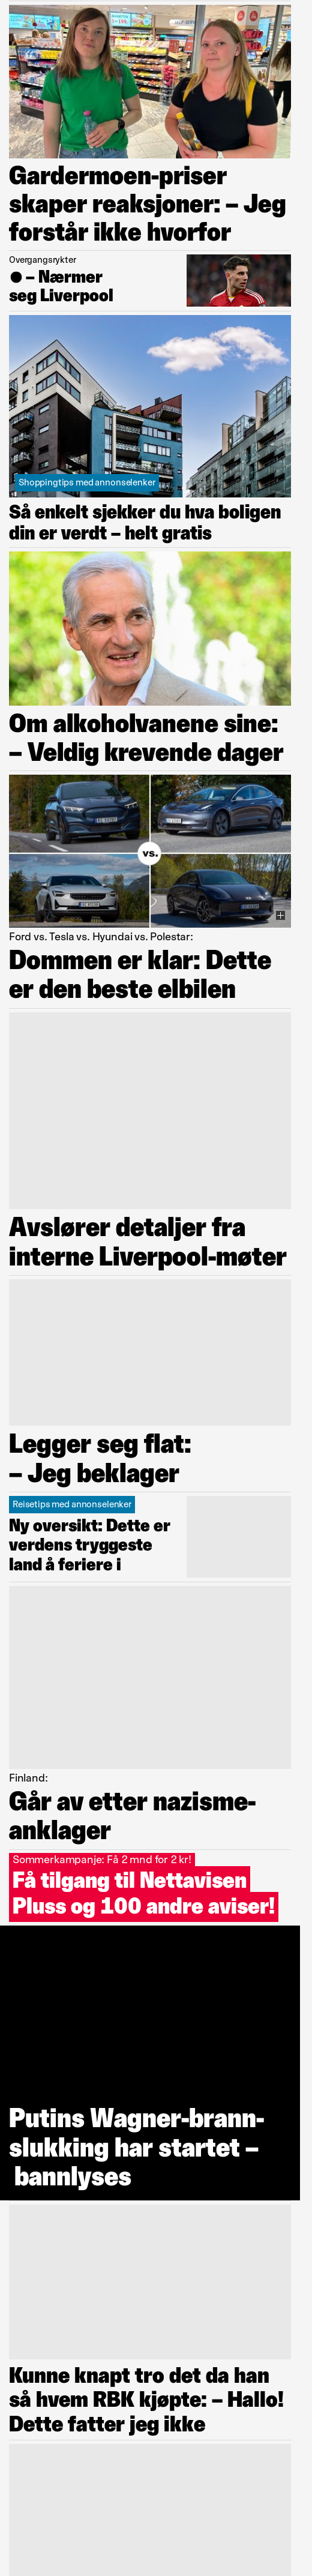 Gardermoen-priser
skaper reaksjoner: – Jeg
forstår ikke hvorfor
Overgangsrykter
● – Nærmer
seg Liverpool
Shoppingtips med annonselenker
Så enkelt sjekker du hva boligen
din er verdt – helt gratis
Om alkoholvanene sine:
– Veldig krevende dager
vs.
Ford vs. Tesla vs. Hyundai vs. Polestar:
Dommen er klar: Dette
er den beste elbilen
Avslører detaljer fra
interne Liverpool-møter
Legger seg flat:
– Jeg beklager
Reisetips med annonselenker
Ny oversikt: Dette er
verdens tryggeste
land å feriere i
Finland:
Går av etter nazisme-
anklager
Sommerkampanje: Få 2 mnd for 2 kr!
Få tilgang til Nettavisen
Pluss og 100 andre aviser!
Putins Wagner-brann-
slukking har startet –
bannlyses
Kunne knapt tro det da han
så hvem RBK kjøpte: – Hallo!
Dette fatter jeg ikke